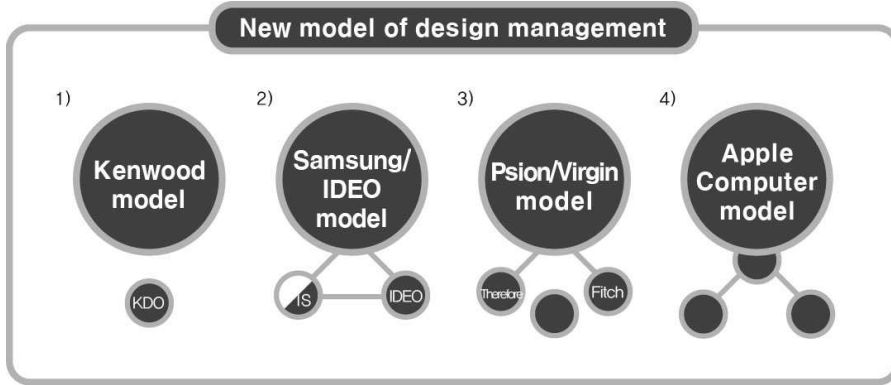 New model of design management
1)
Kenwood
model
KDO
2)
Samsung/
IDEO
model
IS
IDEO
3)
Psion/Virgin
model
Therefore
Fitch
4)
Apple
Computer
model